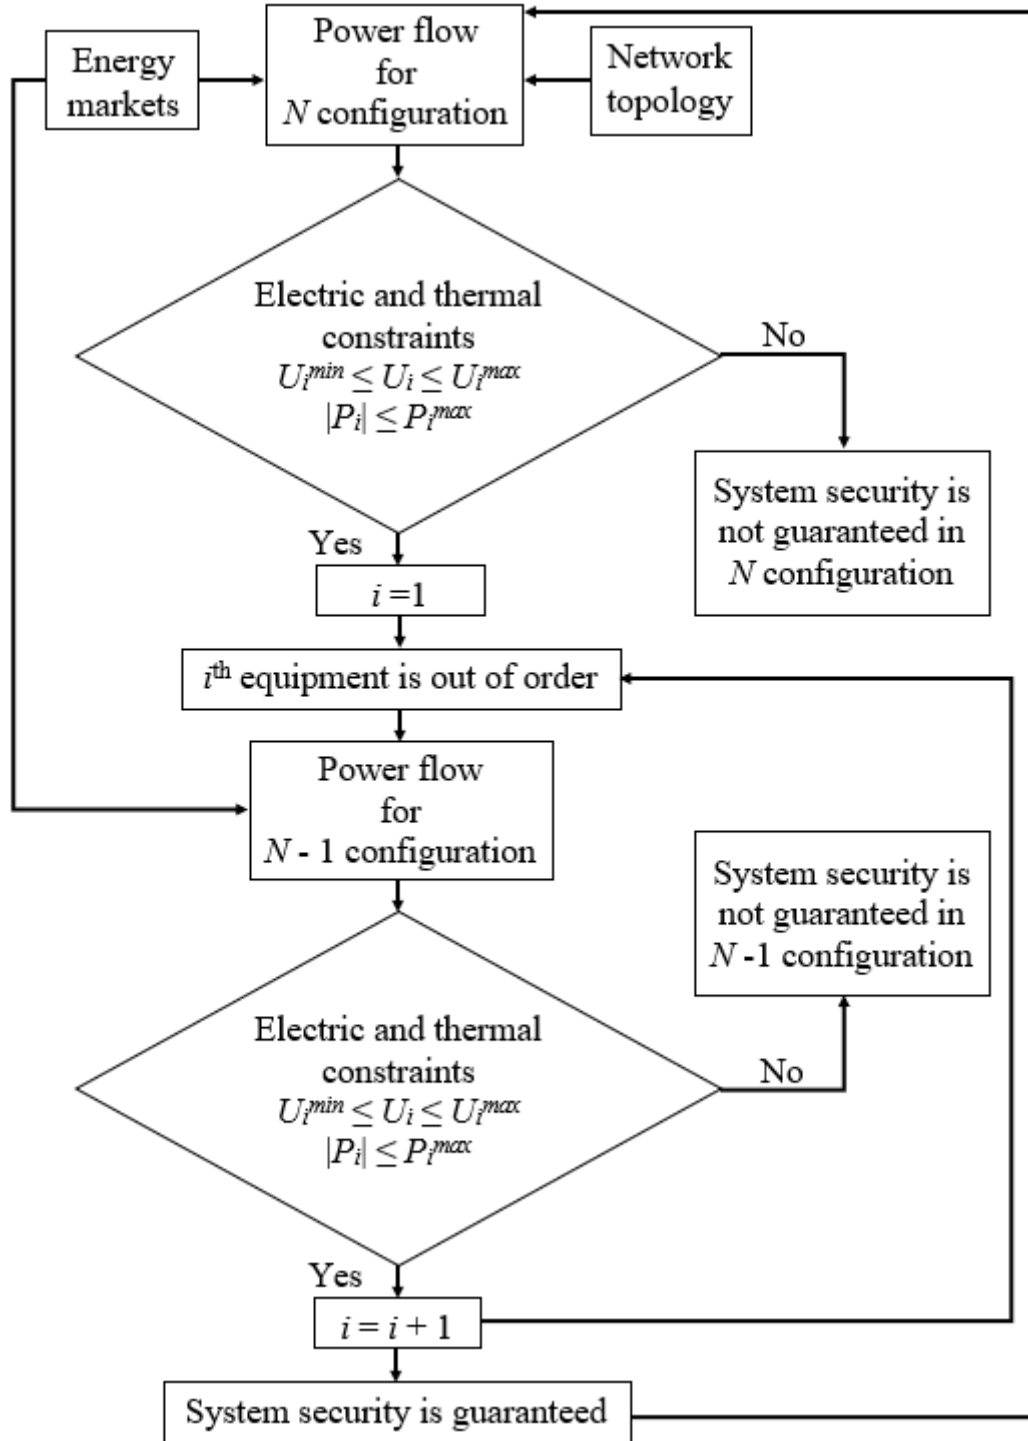 Power flow
for
N configuration
Energy
markets
Network
topology
Electric and thermal
constraints
Uᵢᵐⁱⁿ ≤ Uᵢ ≤ Uᵢᵐᵃˣ
|Pᵢ| ≤ Pᵢᵐᵃˣ
No
System security is
not guaranteed in
N configuration
Yes
i =1
iᵗʰ equipment is out of order
Power flow
for
N - 1 configuration
System security is
not guaranteed in
N -1 configuration
Electric and thermal
constraints
Uᵢᵐⁱⁿ ≤ Uᵢ ≤ Uᵢᵐᵃˣ
|Pᵢ| ≤ Pᵢᵐᵃˣ
No
Yes
i = i + 1
System security is guaranteed